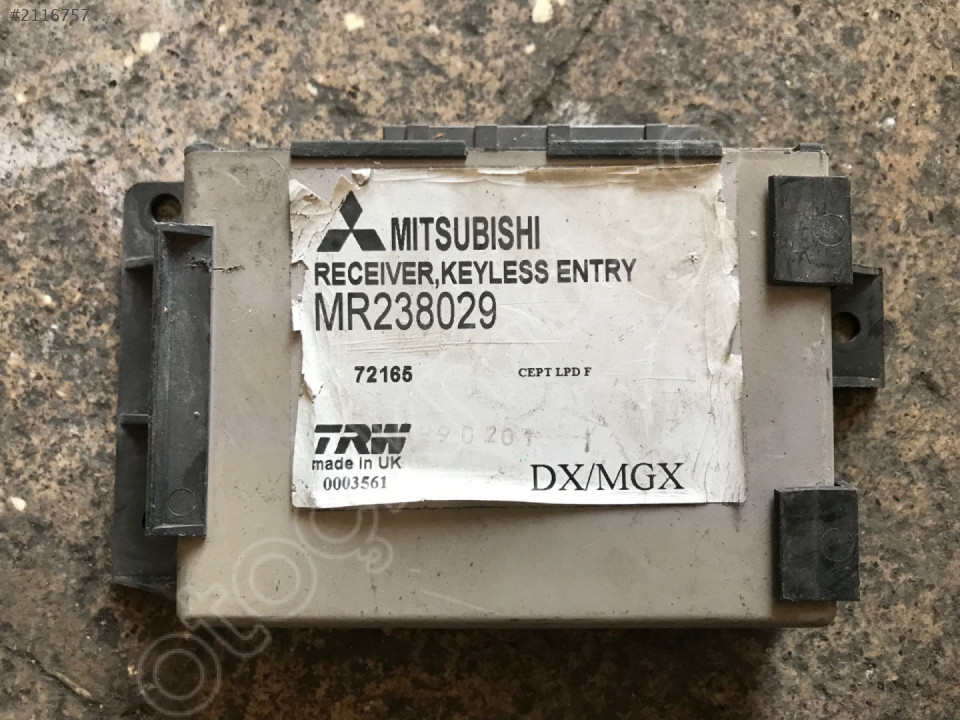 #2116757
MITSUBISHI
RECEIVER,KEYLESS ENTRY
MR238029
72165
CEPT LPD F
TRW
made in UK
0003561
DX/MGX